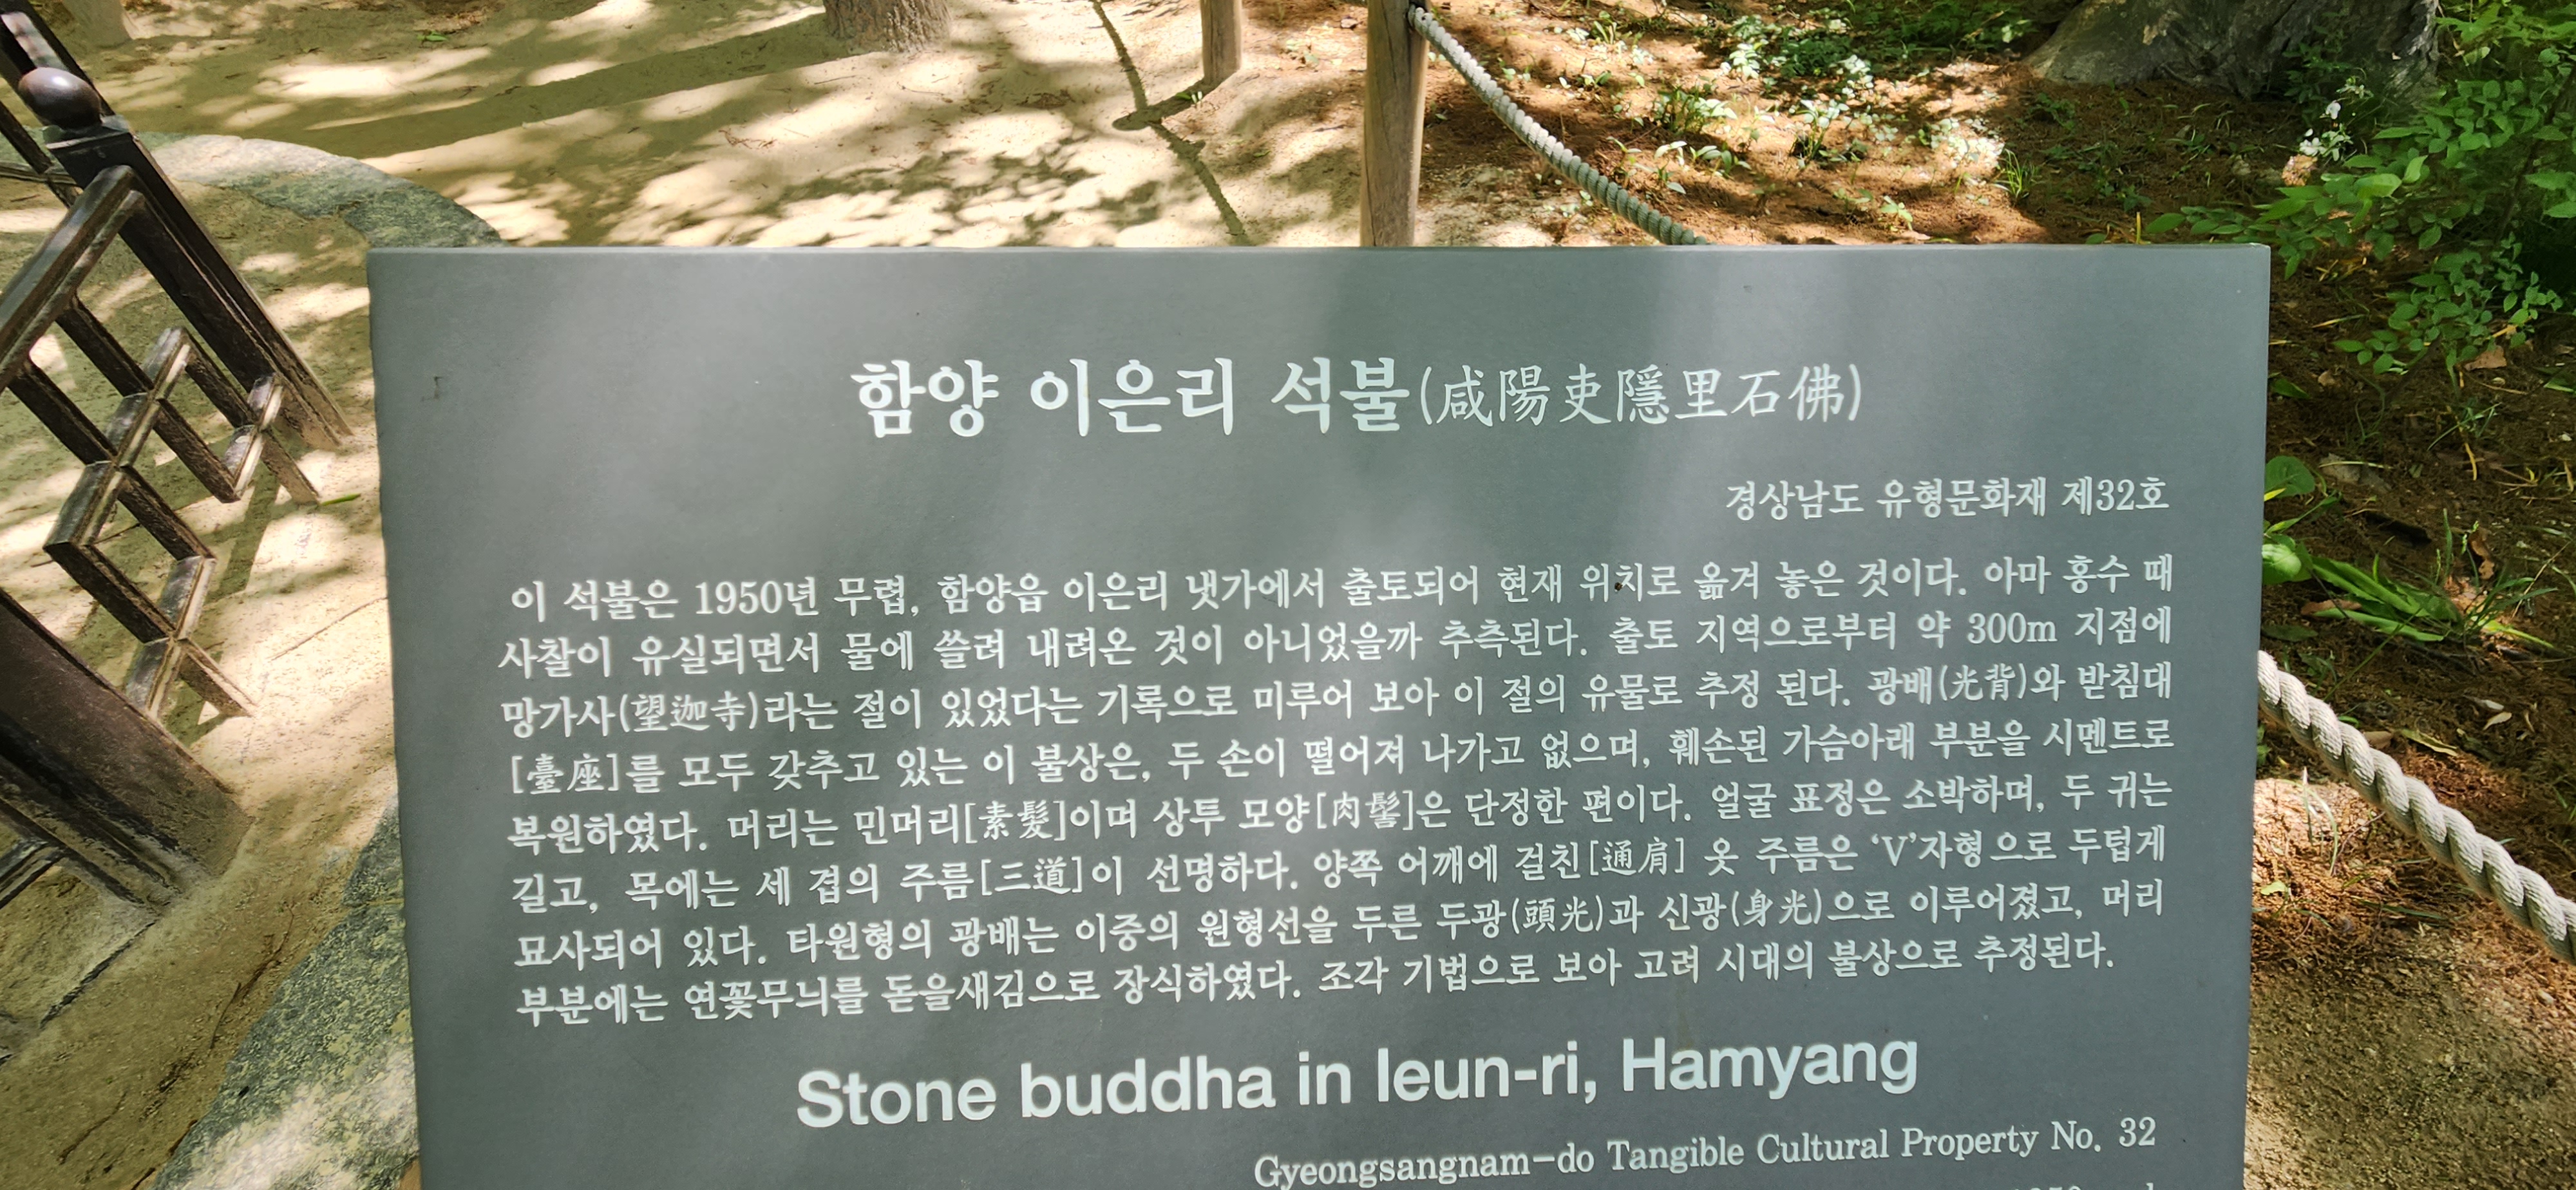 함양 이은리 석불(咸陽吏隱里石佛)
경상남도 유형문화재 제32호
이 석불은 1950년 무렵, 함양읍 이은리 냇가에서 출토되어 현재 위치로 옮겨 놓은 것이다. 아마 홍수 때
사찰이 유실되면서 물에 쓸려 내려온 것이 아니었을까 추측된다. 출토 지역으로부터 약 300m 지점에
망가사(望迦寺)라는 절이 있었다는 기록으로 미루어 보아 이 절의 유물로 추정 된다. 광배(光背)와 받침대
[臺座]를 모두 갖추고 있는 이 불상은, 두 손이 떨어져 나가고 없으며, 훼손된 가슴아래 부분을 시멘트로
복원하였다. 머리는 민머리[素髮]이며 상투 모양[肉髻]은 단정한 편이다. 얼굴 표정은 소박하며, 두 귀는
길고, 목에는 세 겹의 주름[三道]이 선명하다. 양쪽 어깨에 걸친[通肩] 옷 주름은 ‘V’자형으로 두텁게
묘사되어 있다. 타원형의 광배는 이중의 원형선을 두른 두광(頭光)과 신광(身光)으로 이루어졌고, 머리
부분에는 연꽃무늬를 돋을새김으로 장식하였다. 조각 기법으로 보아 고려 시대의 불상으로 추정된다.
Stone buddha in Ieun-ri, Hamyang
Gyeongsangnam-do Tangible Cultural Property No. 32